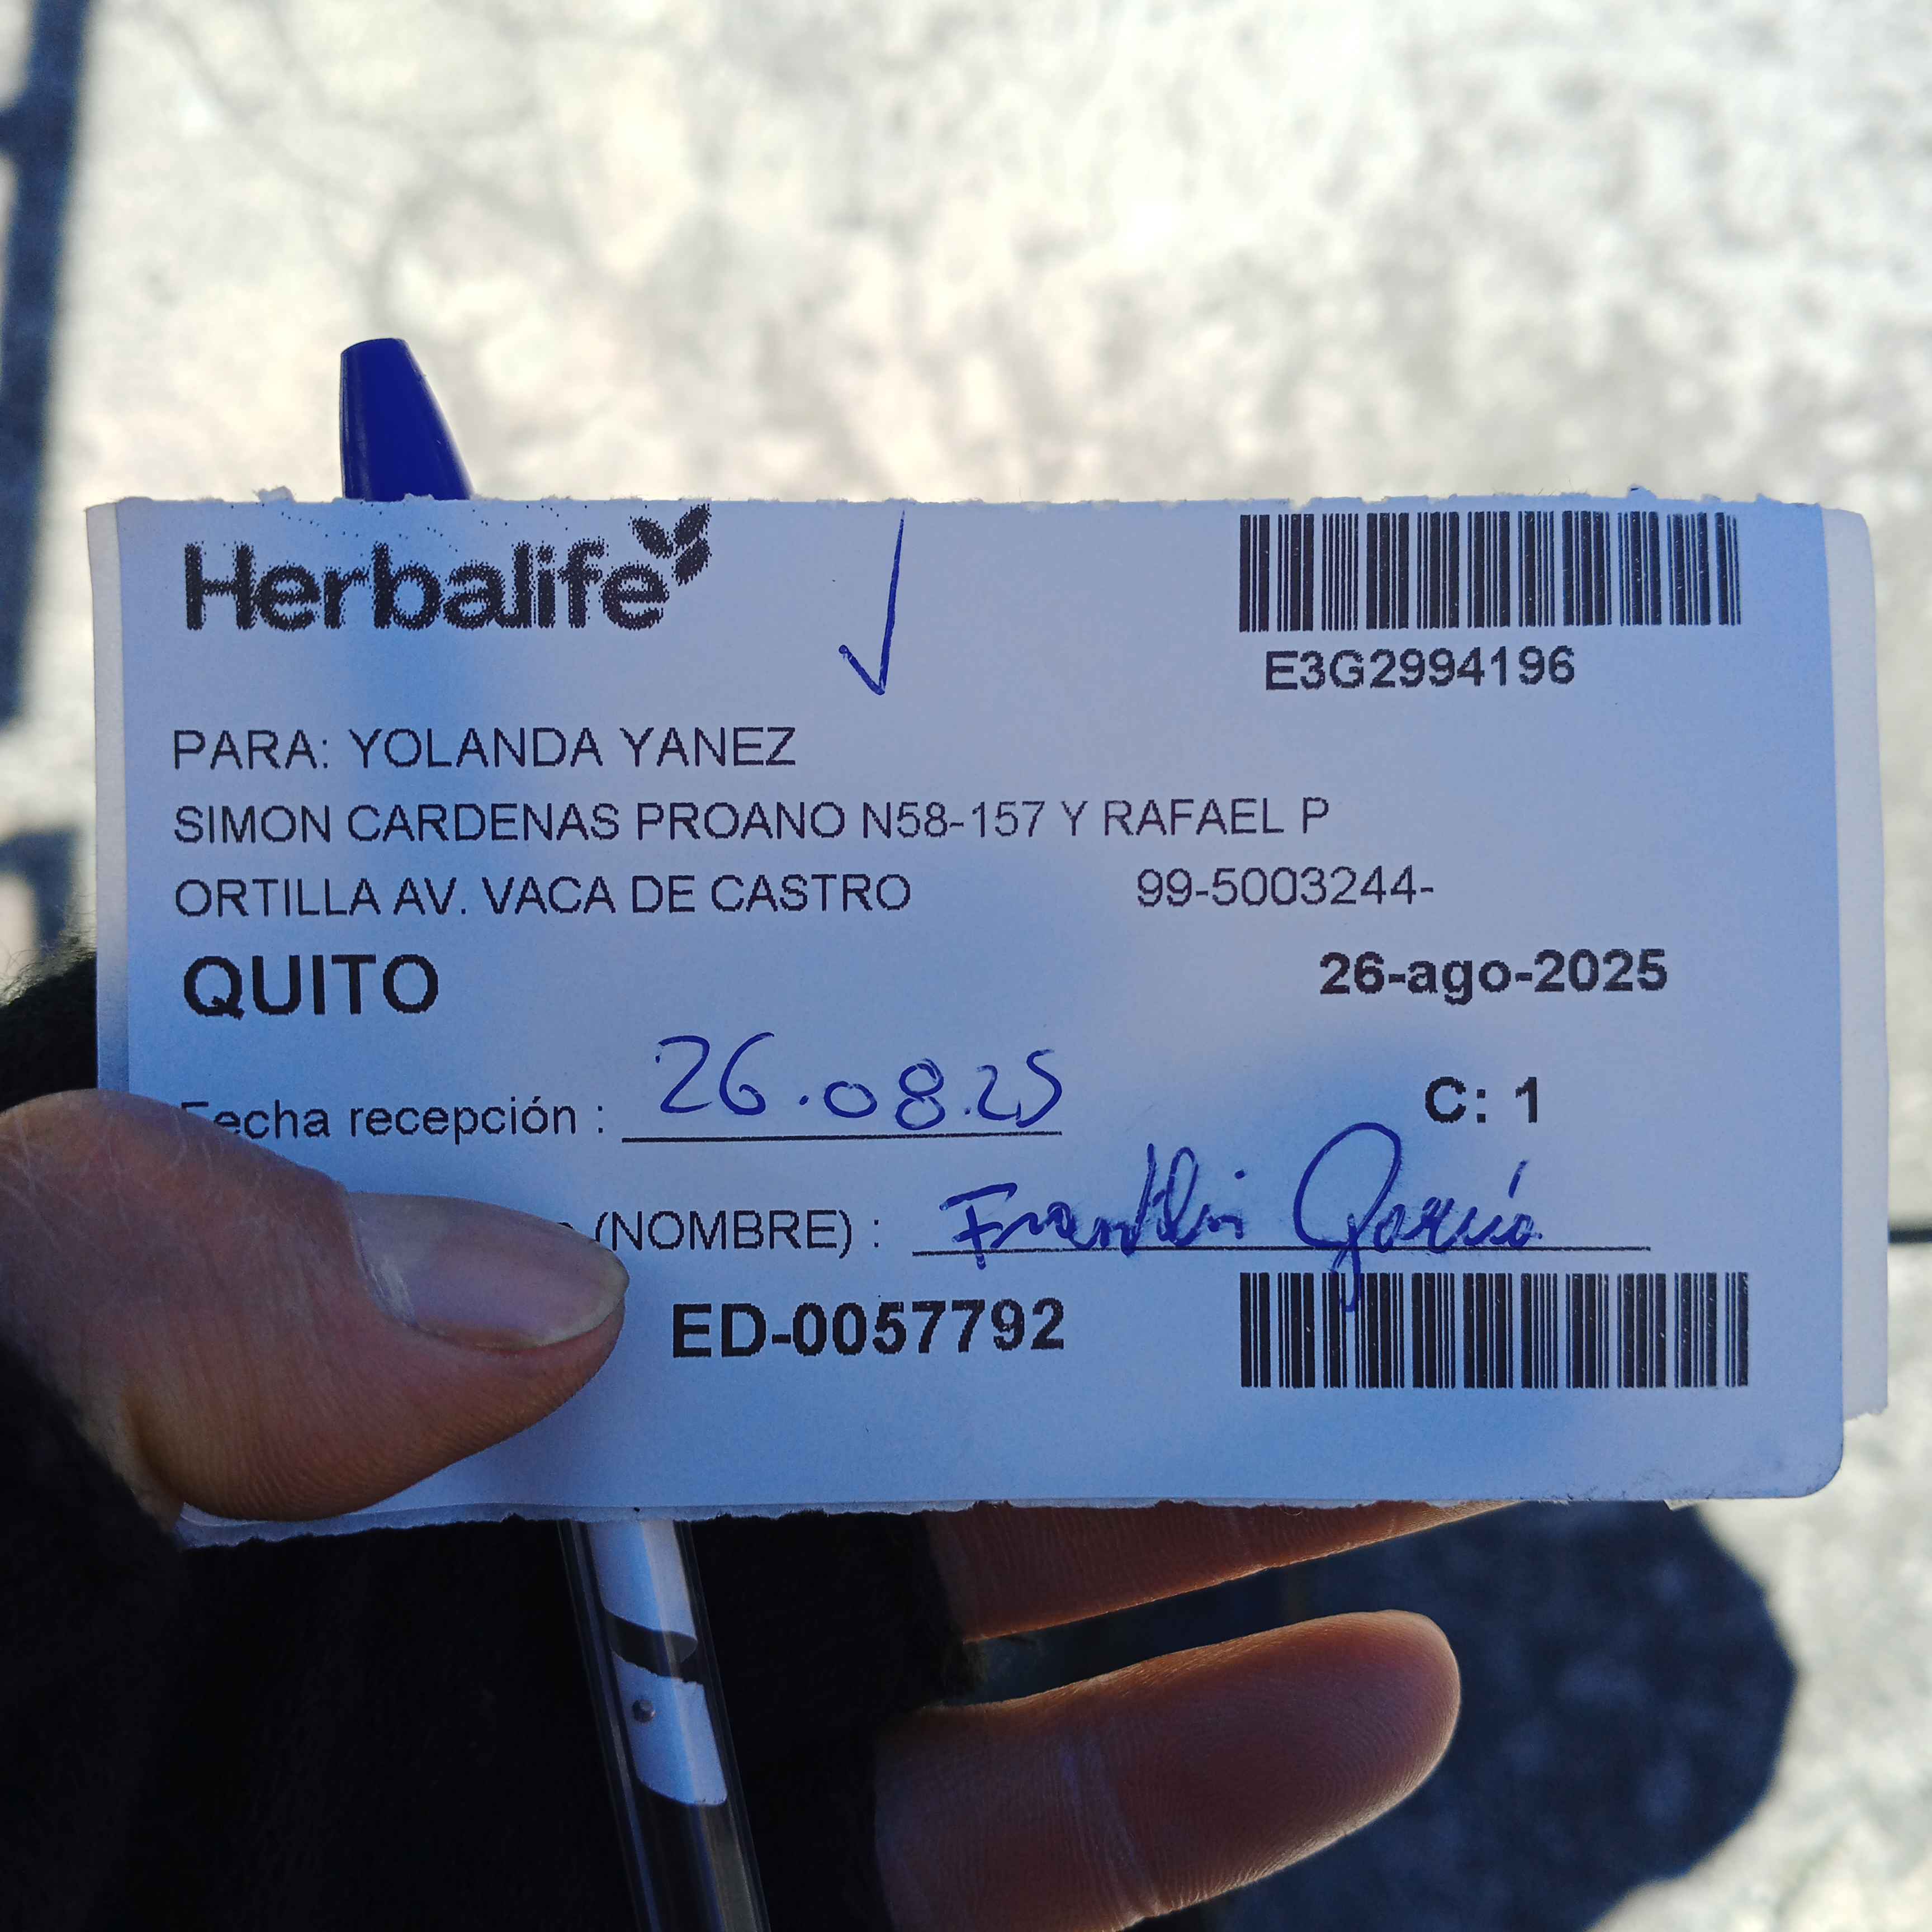 Herbalife
E3G2994196
PARA: YOLANDA YANEZ
SIMON CARDENAS PROANO N58-157 Y RAFAEL P
ORTILLA AV. VACA DE CASTRO 99-5003244-
QUITO 26-ago-2025
Fecha recepción : 26.08.25 C: 1
(NOMBRE) : Franklin García
ED-0057792